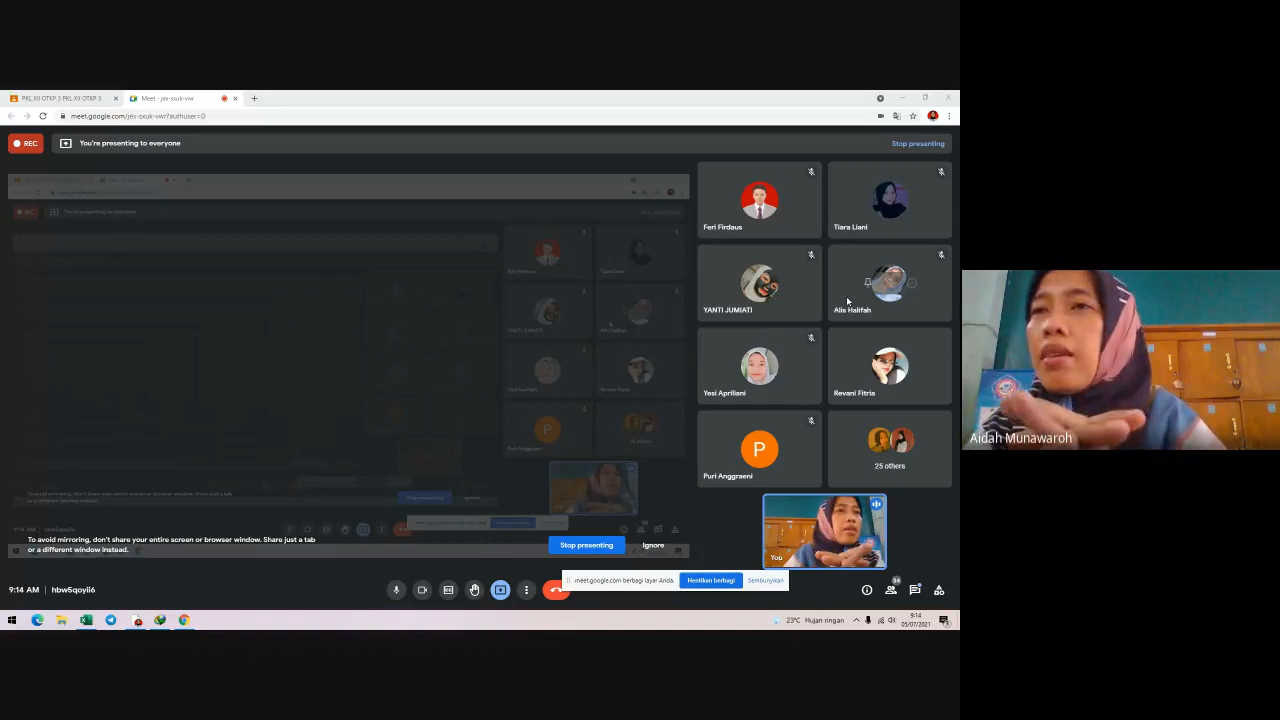 PKL XII OTKP 3 PKL XII OTKP 3
Meet - jex-sxuk-vwr
meet.google.com/jex-sxuk-vwr?authuser=0
REC
You're presenting to everyone
Stop presenting
Feri Firdaus
Tiara Liani
YANTI JUMIATI
Alis Halifah
Yesi Apriliani
Revani Fitria
P
Puri Anggraeni
25 others
You
Aidah Munawaroh
To avoid mirroring, don't share your entire screen or browser window. Share just a tab
or a different window instead.
Stop presenting
Ignore
meet.google.com berbagi layar Anda.
Hentikan berbagi
Sembunyikan
9:14 AM
hbw5qoyii6
34
23°C Hujan ringan
9:14
05/07/2021